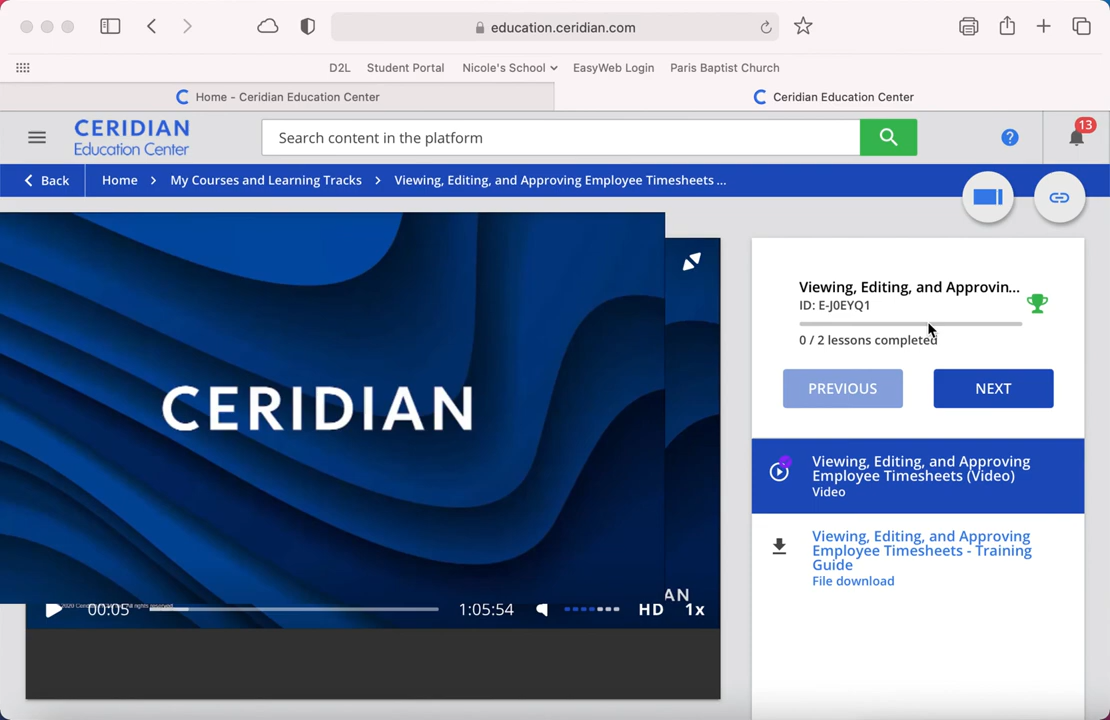 education.ceridian.com
D2L Student Portal Nicole's School EasyWeb Login Paris Baptist Church
Home - Ceridian Education Center
Ceridian Education Center
CERIDIAN
Education Center
Search content in the platform
?
13
Back
Home > My Courses and Learning Tracks > Viewing, Editing, and Approving Employee Timesheets ...
CERIDIAN
AN
00:05
1:05:54
HD
1x
Viewing, Editing, and Approvin...
ID: E-J0EYQ1
0 / 2 lessons completed
PREVIOUS
NEXT
Viewing, Editing, and Approving
Employee Timesheets (Video)
Video
Viewing, Editing, and Approving
Employee Timesheets - Training
Guide
File download